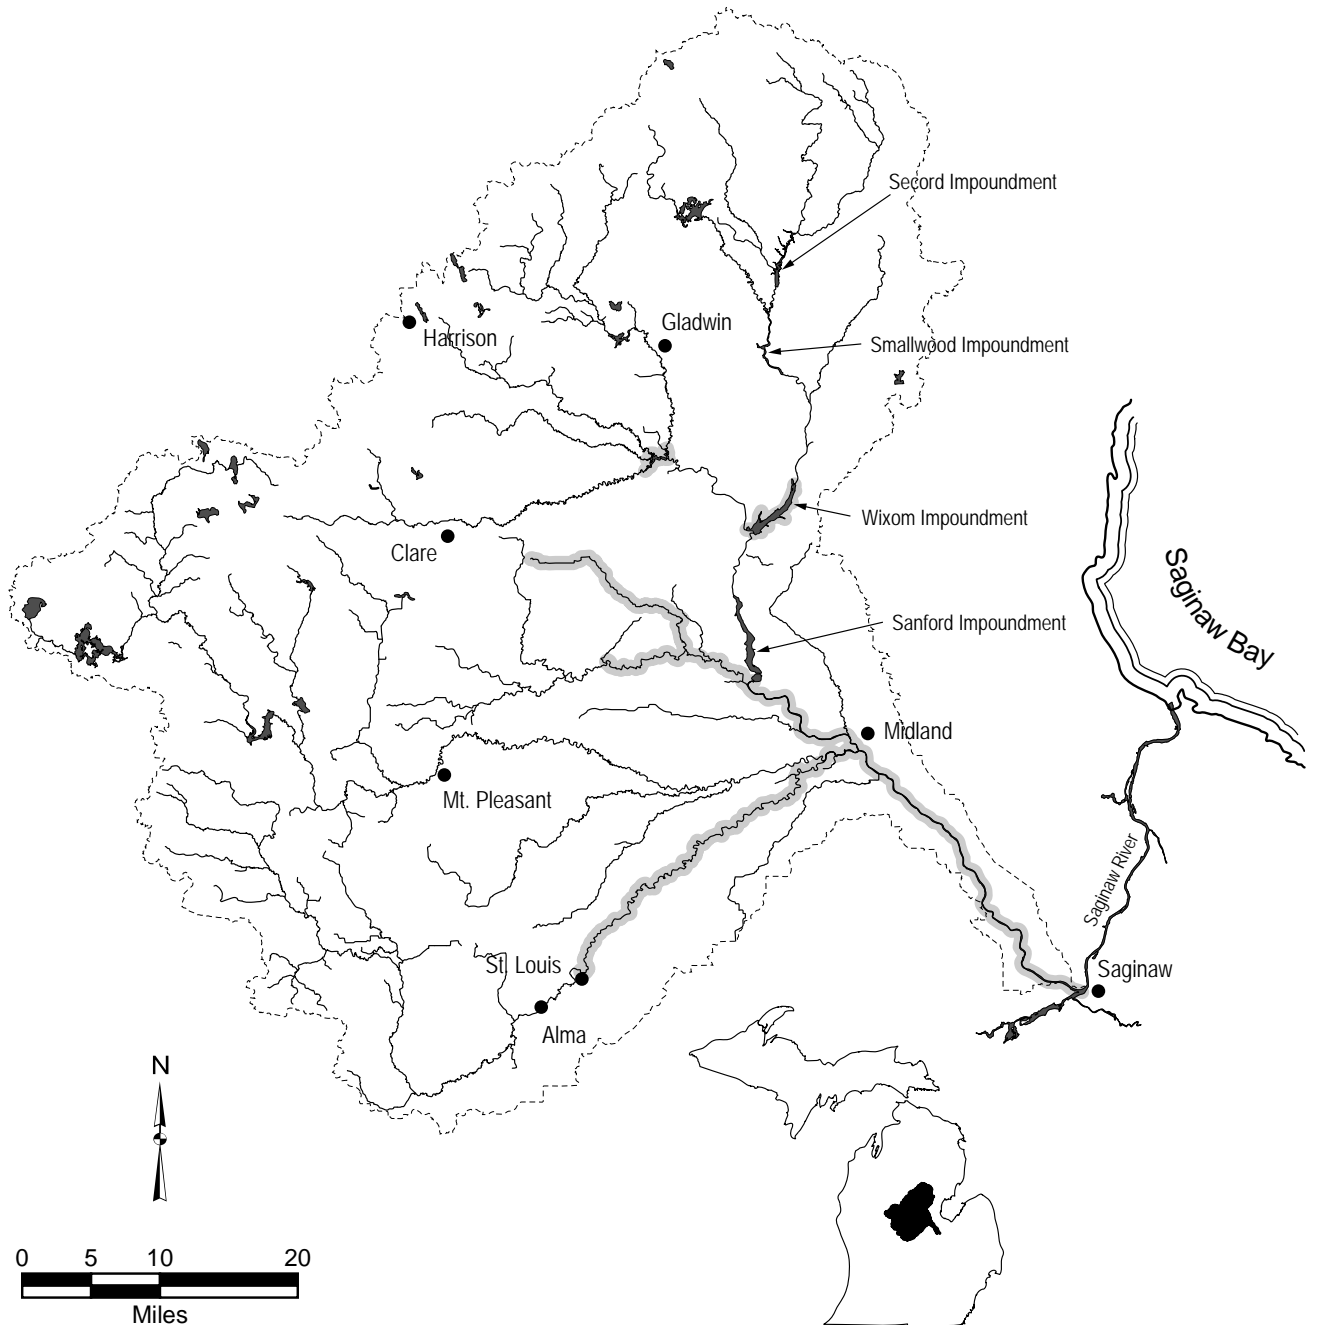 Secord Impoundment
Gladwin
Harrison
Smallwood Impoundment
Wixom Impoundment
Clare
Saginaw Bay
Sanford Impoundment
Midland
Mt. Pleasant
Saginaw River
St. Louis
Saginaw
Alma
N
0 5 10 20
Miles